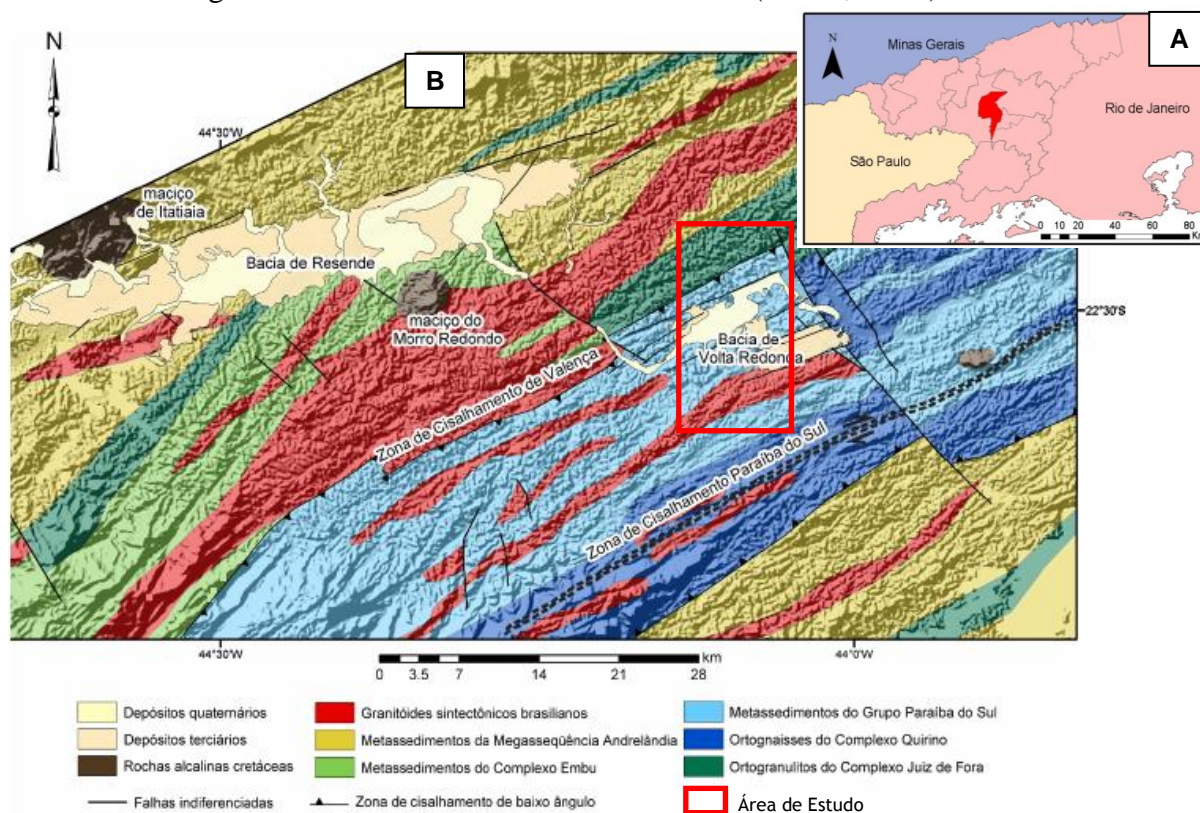 N
B
44°30'W
maciço
de Itatiaia
Bacia de Resende
maciço do
Morro Redondo
Zona de Cisalhamento de Valença
Bacia de
Volta Redonda
Zona de Cisalhamento Paraíba do Sul
22°30'S
A
N
Minas Gerais
São Paulo
Rio de Janeiro
0 10 20 40 60 80
Km
44°30'W
44°0'W
0 3.5 7 14 21 28
km
Depósitos quaternários
Depósitos terciários
Rochas alcalinas cretáceas
Granitóides sintectônicos brasilianos
Metassedimentos da Megasseqüência Andrelândia
Metassedimentos do Complexo Embu
Metassedimentos do Grupo Paraíba do Sul
Ortognaisses do Complexo Quirino
Ortogranulitos do Complexo Juiz de Fora
Falhas indiferenciadas
Zona de cisalhamento de baixo ângulo
Área de Estudo